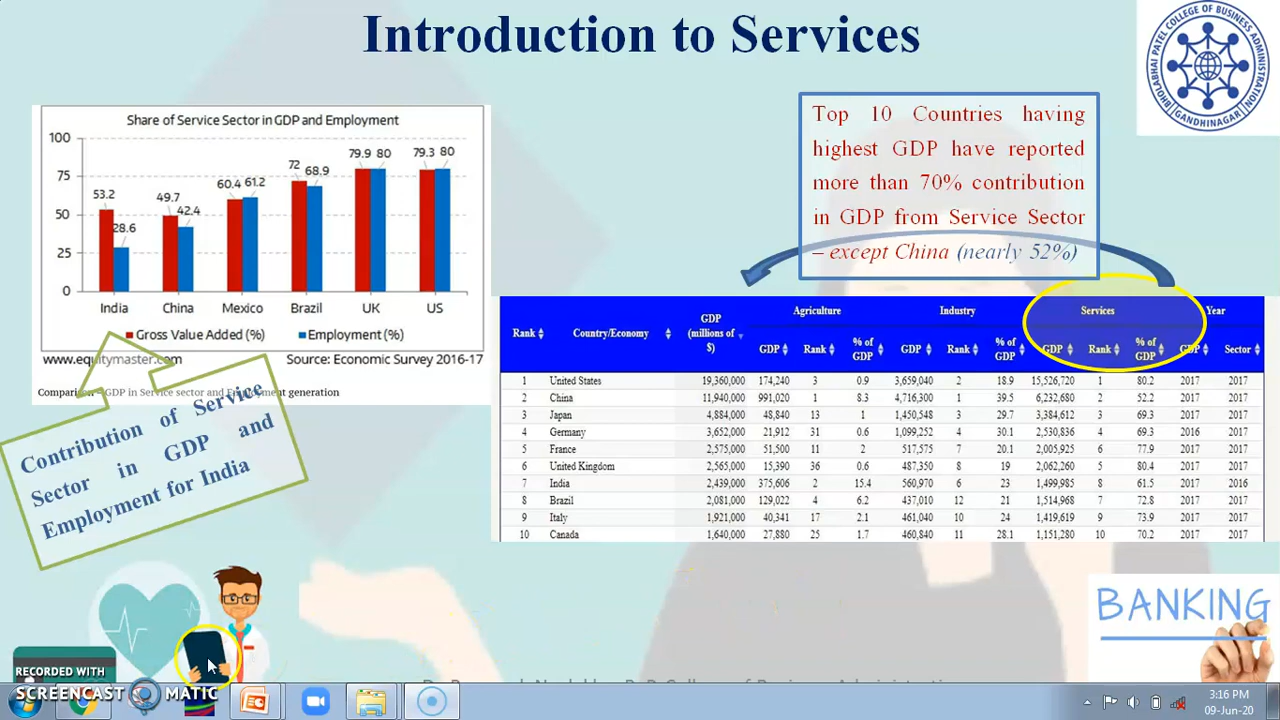 Introduction to Services
BHOLABHAI PATEL COLLEGE OF BUSINESS ADMINISTRATION
(GANDHINAGAR)
Share of Service Sector in GDP and Employment
100
75
50
25
0
53.2 28.6
49.7 42.4
60.4 61.2
72 68.9
79.9 80
79.3 80
India China Mexico Brazil UK US
Gross Value Added (%) Employment (%)
www.equitymaster.com Source: Economic Survey 2016-17
Comparison - GDP in Service sector and Employment generation
Contribution of Service
Sector in GDP and
Employment for India
Top 10 Countries having
highest GDP have reported
more than 70% contribution
in GDP from Service Sector
– except China (nearly 52%)
Rank Country/Economy GDP (millions of $) Agriculture Industry Services Year
GDP Rank % of GDP GDP Rank % of GDP GDP Rank % of GDP GDP Sector
1 United States 19,360,000 174,240 3 0.9 3,659,040 2 18.9 15,526,720 1 80.2 2017 2017
2 China 11,940,000 991,020 1 8.3 4,716,300 1 39.5 6,232,680 2 52.2 2017 2017
3 Japan 4,884,000 48,840 13 1 1,450,548 3 29.7 3,384,612 3 69.3 2017 2017
4 Germany 3,652,000 21,912 31 0.6 1,099,252 4 30.1 2,530,836 4 69.3 2016 2017
5 France 2,575,000 51,500 11 2 517,575 7 20.1 2,005,925 6 77.9 2017 2017
6 United Kingdom 2,565,000 15,390 36 0.6 487,350 8 19 2,062,260 5 80.4 2017 2017
7 India 2,439,000 375,606 2 15.4 560,970 6 23 1,499,985 8 61.5 2017 2016
8 Brazil 2,081,000 129,022 4 6.2 437,010 12 21 1,514,968 7 72.8 2017 2017
9 Italy 1,921,000 40,341 17 2.1 461,040 10 24 1,419,619 9 73.9 2017 2017
10 Canada 1,640,000 27,880 25 1.7 460,840 11 28.1 1,151,280 10 70.2 2017 2017
BANKING
RECORDED WITH
SCREENCAST MATIC
3:16 PM
09-Jun-20